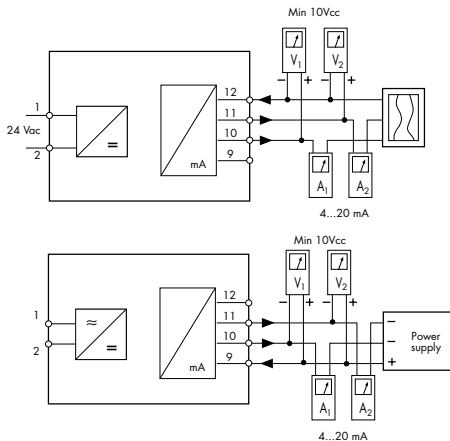 Min 10Vcc
V1 V2
− + − +
12
1
11
24 Vac
10
2
=
9
mA
A1 A2
4...20 mA
Min 10Vcc
V1 V2
− + − +
12
1
≈
11
−
10
−
Power
supply
2
=
9
+
mA
A1 A2
4...20 mA